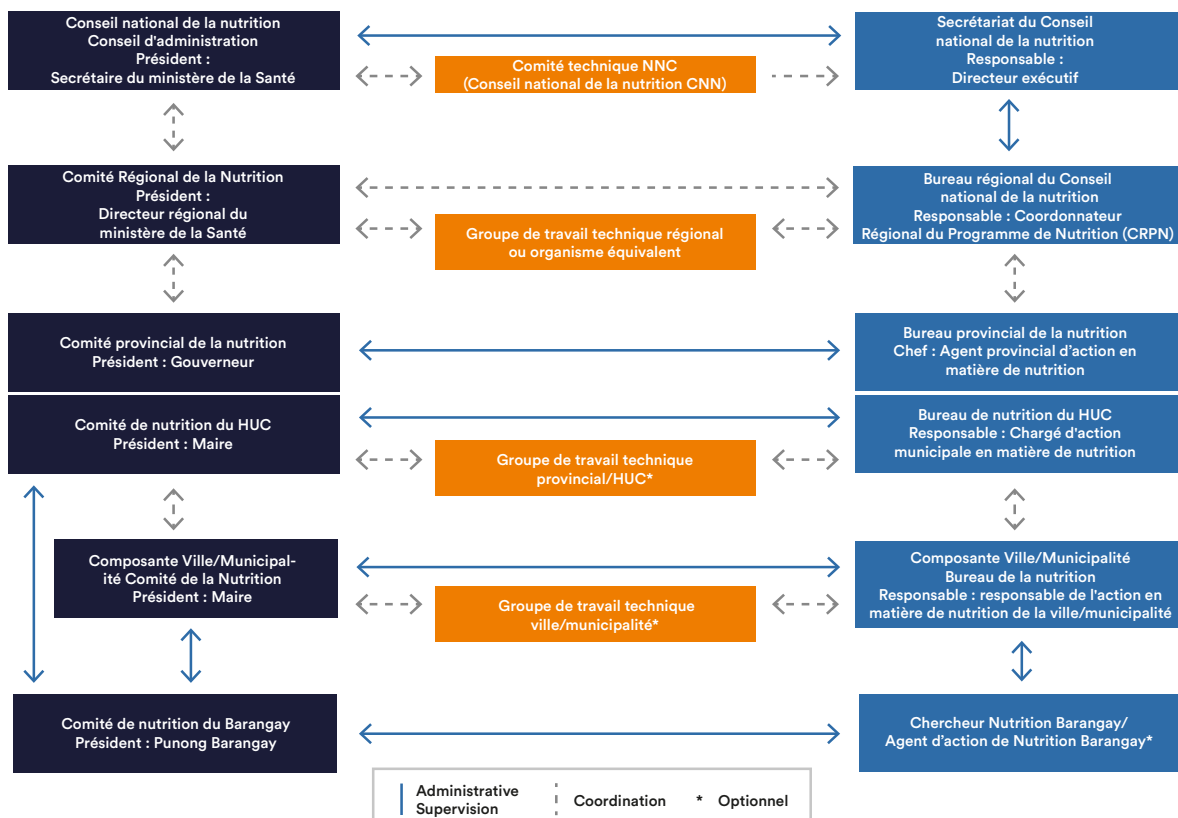 Conseil national de la nutrition
Conseil d'administration
Président :
Secrétaire du ministère de la Santé
Comité technique NNC
(Conseil national de la nutrition CNN)
Secrétariat du Conseil
national de la nutrition
Responsable :
Directeur exécutif
Comité Régional de la Nutrition
Président :
Directeur régional du
ministère de la Santé
Groupe de travail technique régional
ou organisme équivalent
Bureau régional du Conseil
national de la nutrition
Responsable : Coordonnateur
Régional du Programme de Nutrition (CRPN)
Comité provincial de la nutrition
Président : Gouverneur
Bureau provincial de la nutrition
Chef : Agent provincial d’action en
matière de nutrition
Comité de nutrition du HUC
Président : Maire
Groupe de travail technique
provincial/HUC*
Bureau de nutrition du HUC
Responsable : Chargé d'action
municipale en matière de nutrition
Composante Ville/Municipal-
ité Comité de la Nutrition
Président : Maire
Groupe de travail technique
ville/municipalité*
Composante Ville/Municipalité
Bureau de la nutrition
Responsable : responsable de l'action en
matière de nutrition de la ville/municipalité
Comité de nutrition du Barangay
Président : Punong Barangay
Chercheur Nutrition Barangay/
Agent d’action de Nutrition Barangay*
Administrative
Supervision
Coordination
* Optionnel